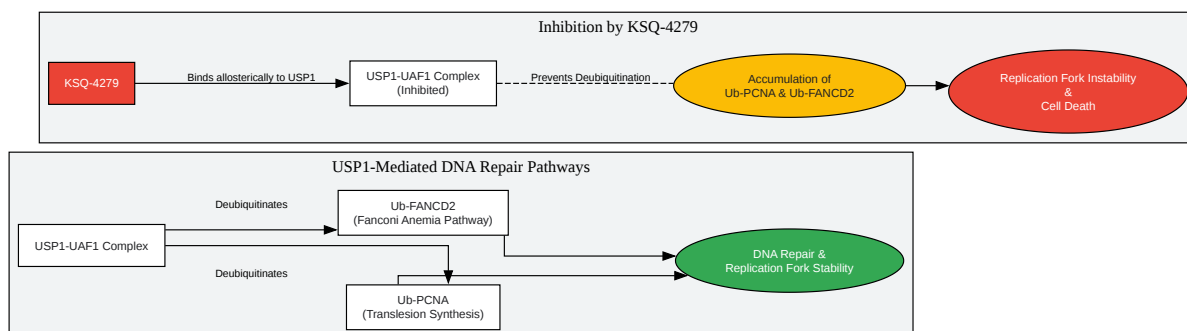 Inhibition by KSQ-4279
KSQ-4279
Binds allosterically to USP1
USP1-UAF1 Complex
(Inhibited)
Prevents Deubiquitination
Accumulation of
Ub-PCNA & Ub-FANCD2
Replication Fork Instability
&
Cell Death
USP1-Mediated DNA Repair Pathways
USP1-UAF1 Complex
Deubiquitinates
Ub-FANCD2
(Fanconi Anemia Pathway)
Deubiquitinates
Ub-PCNA
(Translesion Synthesis)
DNA Repair &
Replication Fork Stability